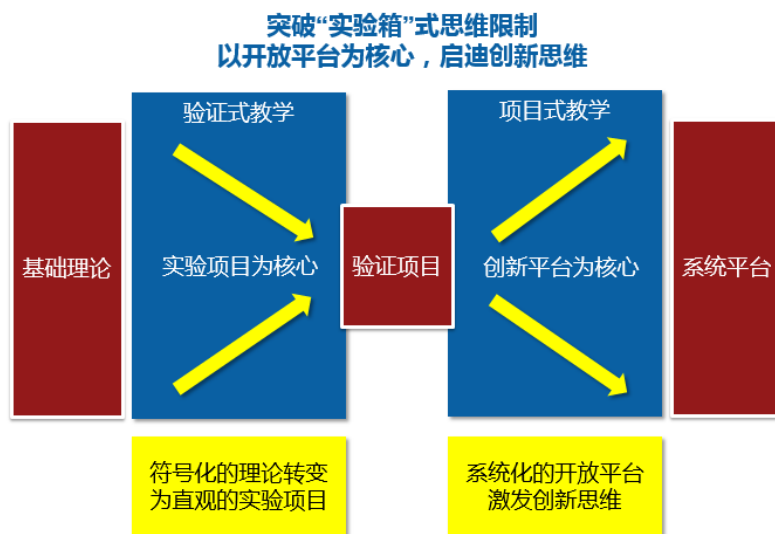 突破“实验箱”式思维限制
以开放平台为核心，启迪创新思维
验证式教学
项目式教学
基础理论
实验项目为核心
验证项目
创新平台为核心
系统平台
符号化的理论转变
为直观的实验项目
系统化的开放平台
激发创新思维